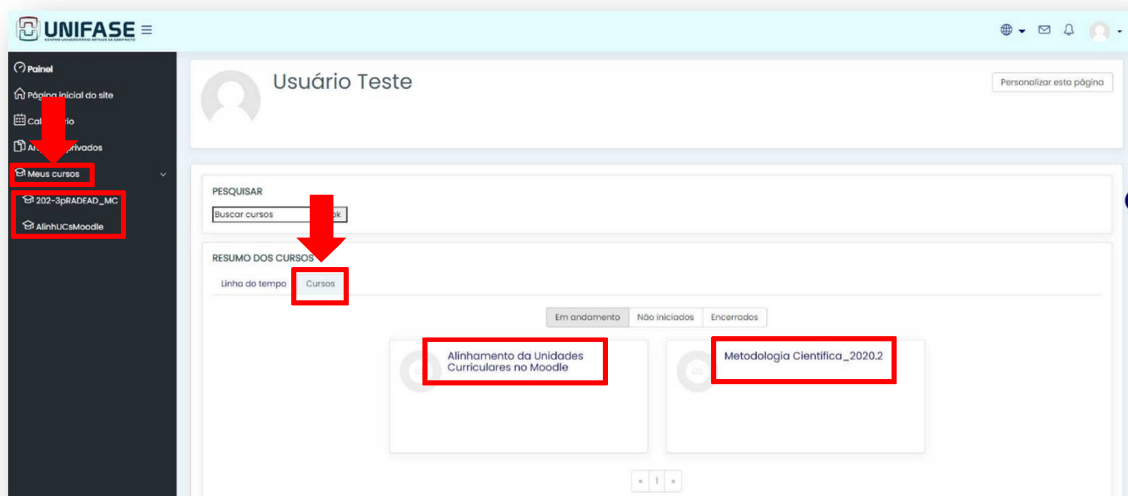 UNIFASE
Painel
Página inicial do site
Meus cursos
202-3pRADEAD_MC
AlinhUCsMoodle
Usuário Teste
Personalizar esta página
PESQUISAR
Buscar cursos
RESUMO DOS CURSOS
Linha do tempo
Cursos
Em andamento
Não iniciados
Encerrados
Alinhamento da Unidades
Curriculares no Moodle
Metodologia Científica_2020.2
« 1 »